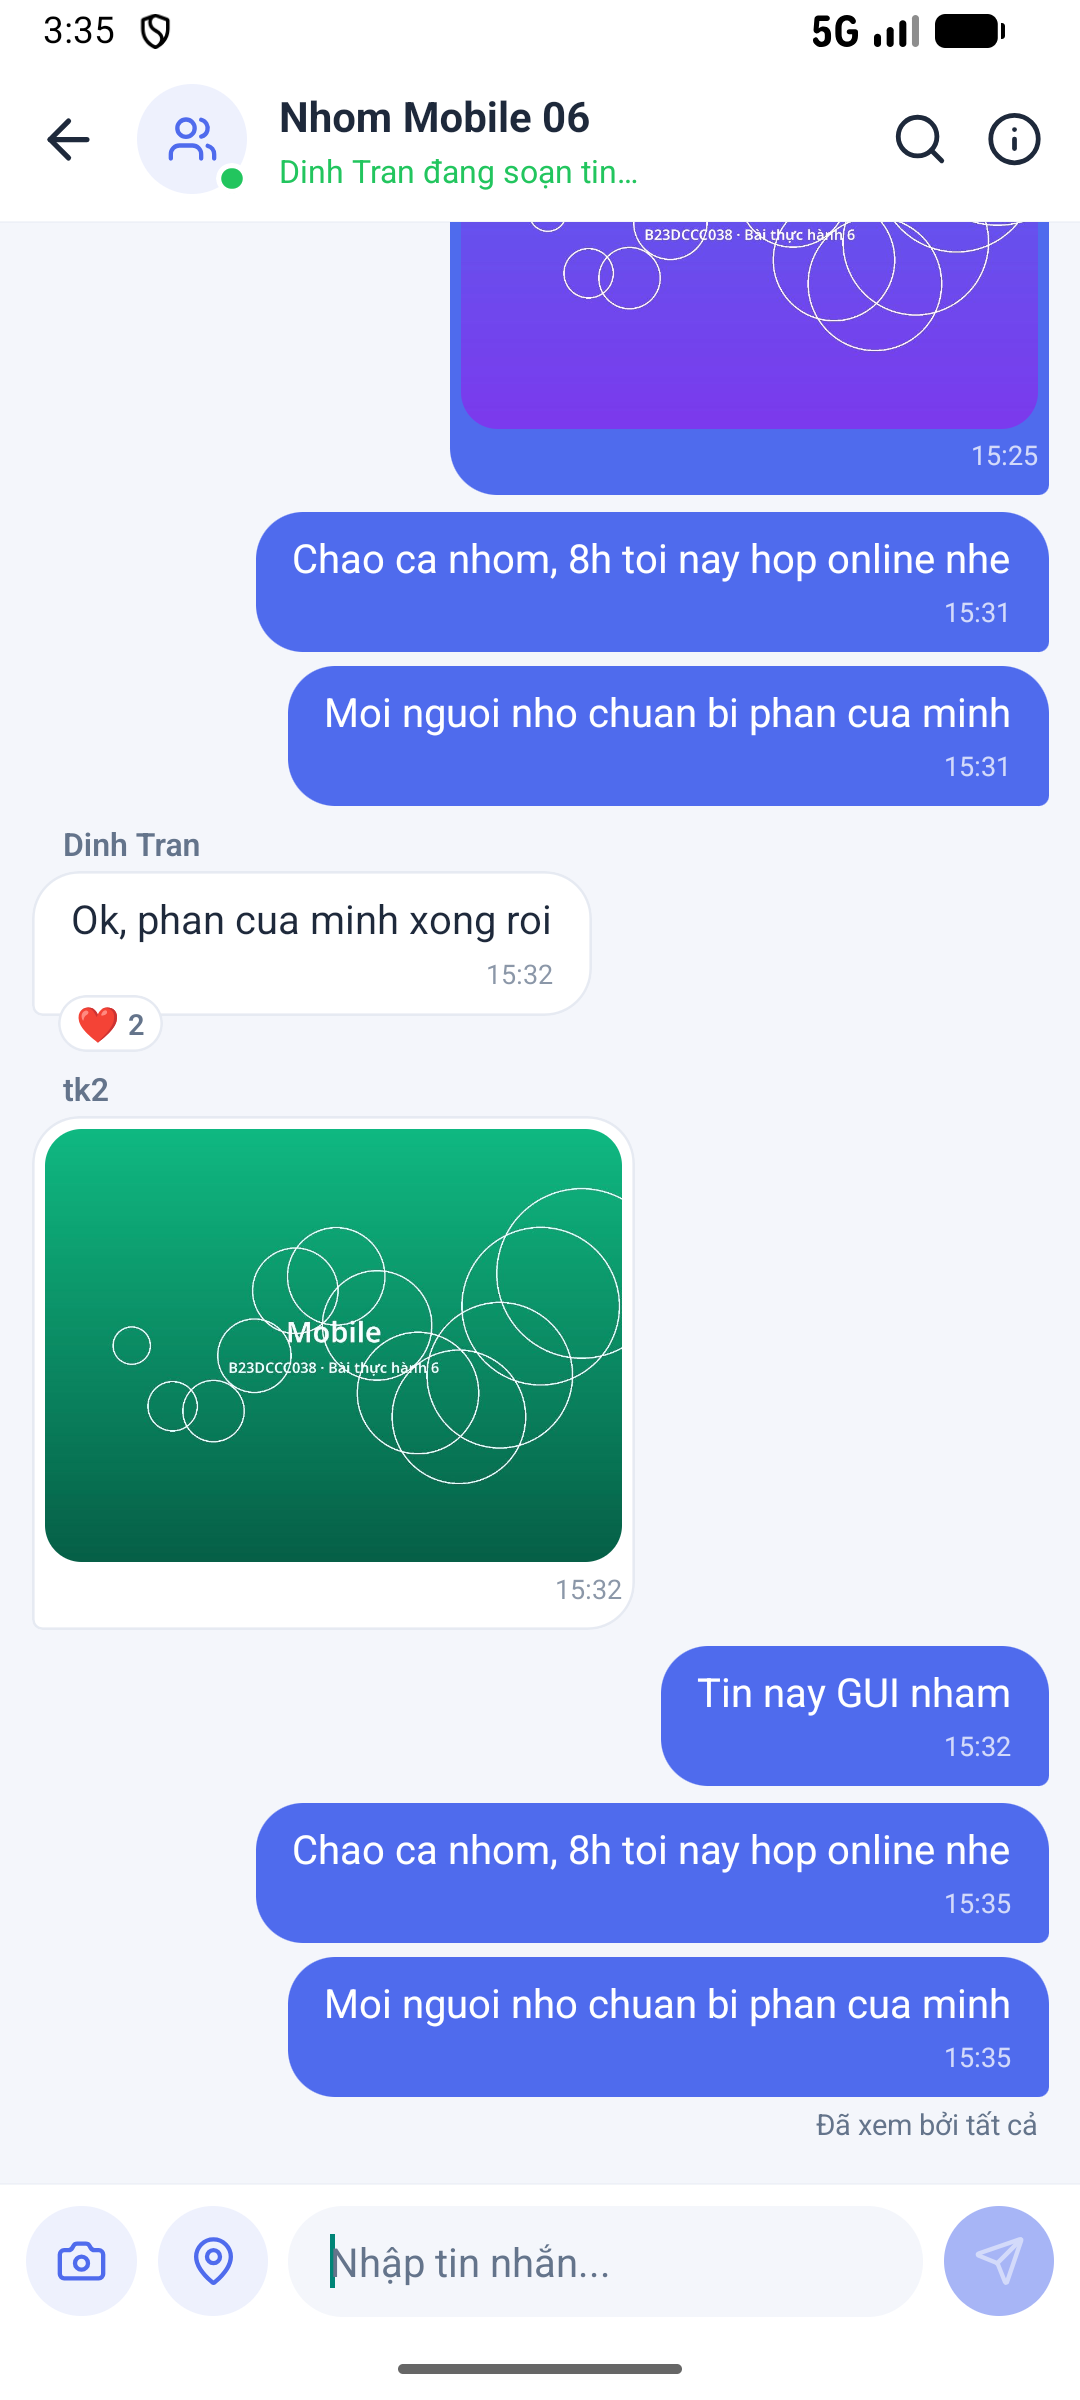 3:35
5G
Nhom Mobile 06
Dinh Tran đang soạn tin...
B23DCCC038 · Bài thực hành 6
15:25
Chao ca nhom, 8h toi nay hop online nhe
15:31
Moi nguoi nho chuan bi phan cua minh
15:31
Dinh Tran
Ok, phan cua minh xong roi
15:32
❤️ 2
tk2
Mobile
B23DCCC038 · Bài thực hành 6
15:32
Tin nay GUI nham
15:32
Chao ca nhom, 8h toi nay hop online nhe
15:35
Moi nguoi nho chuan bi phan cua minh
15:35
Đã xem bởi tất cả
Nhập tin nhắn...